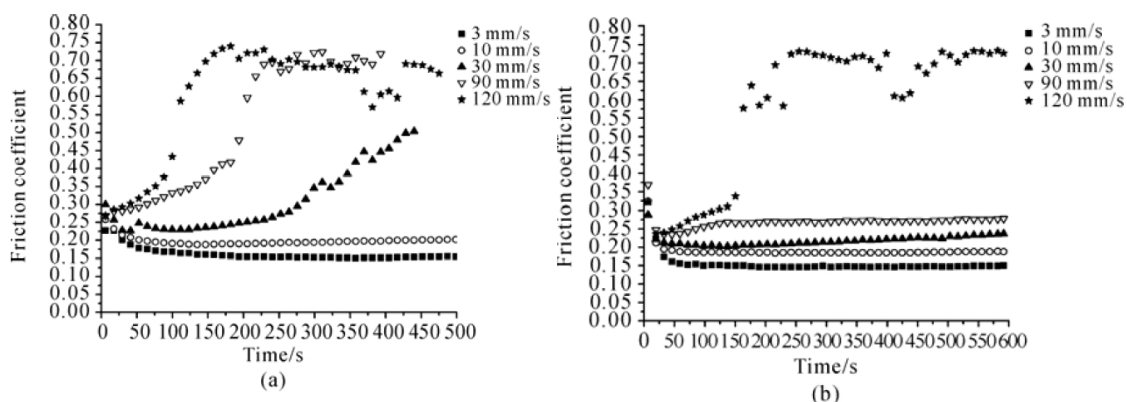 0.80
0.75
0.70
0.65
0.60
0.55
0.50
0.45
0.40
0.35
0.30
0.25
0.20
0.15
0.10
0.05
0.00
Friction coefficient
0 50 100 150 200 250 300 350 400 450 500
Time/s
(a)
3 mm/s
10 mm/s
30 mm/s
90 mm/s
120 mm/s
0.80
0.75
0.70
0.65
0.60
0.55
0.50
0.45
0.40
0.35
0.30
0.25
0.20
0.15
0.10
0.05
0.00
Friction coefficient
0 50 100 150 200 250 300 350 400 450 500 550 600
Time/s
(b)
3 mm/s
10 mm/s
30 mm/s
90 mm/s
120 mm/s